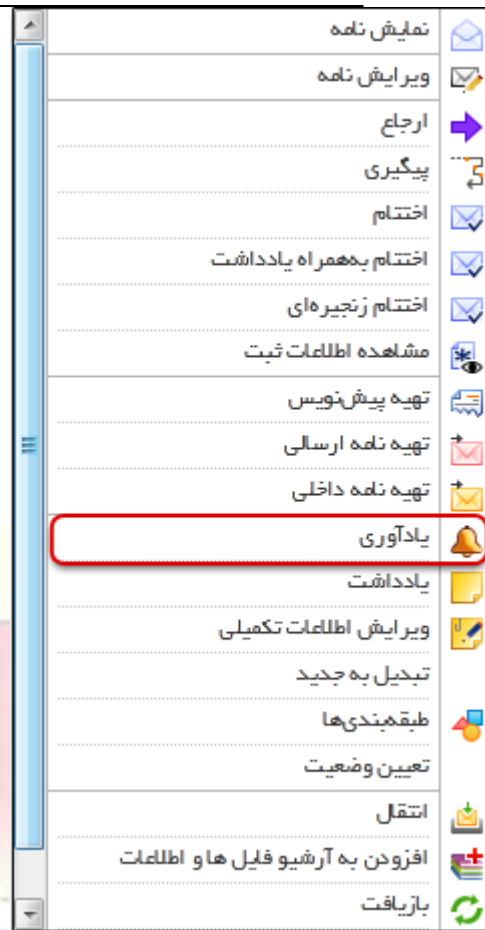 نمایش نامه
ویرایش نامه
ارجاع
پیگیری
اختتام
اختتام به‌همراه یادداشت
اختتام زنجیره‌ای
مشاهده اطلاعات ثبت
تهیه پیش‌نویس
تهیه نامه ارسالی
تهیه نامه داخلی
یادآوری
یادداشت
ویرایش اطلاعات تکمیلی
تبدیل به جدید
طبقه‌بندی‌ها
تعیین وضعیت
انتقال
افزودن به آرشیو فایل ها و اطلاعات
بازیافت